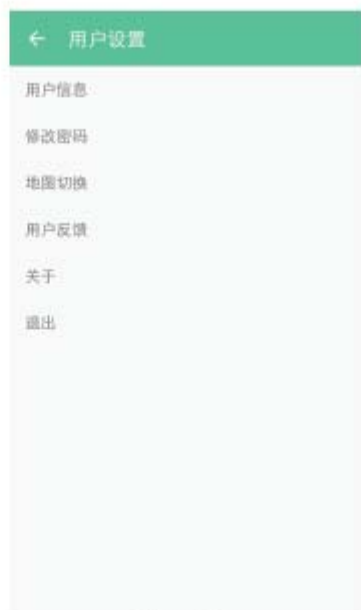 用户设置
用户信息
修改密码
地图切换
用户反馈
关于
退出